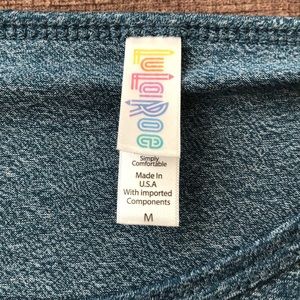 LuLaRoe
Simply
Comfortable
Made In
U.S.A
With imported
Components
M